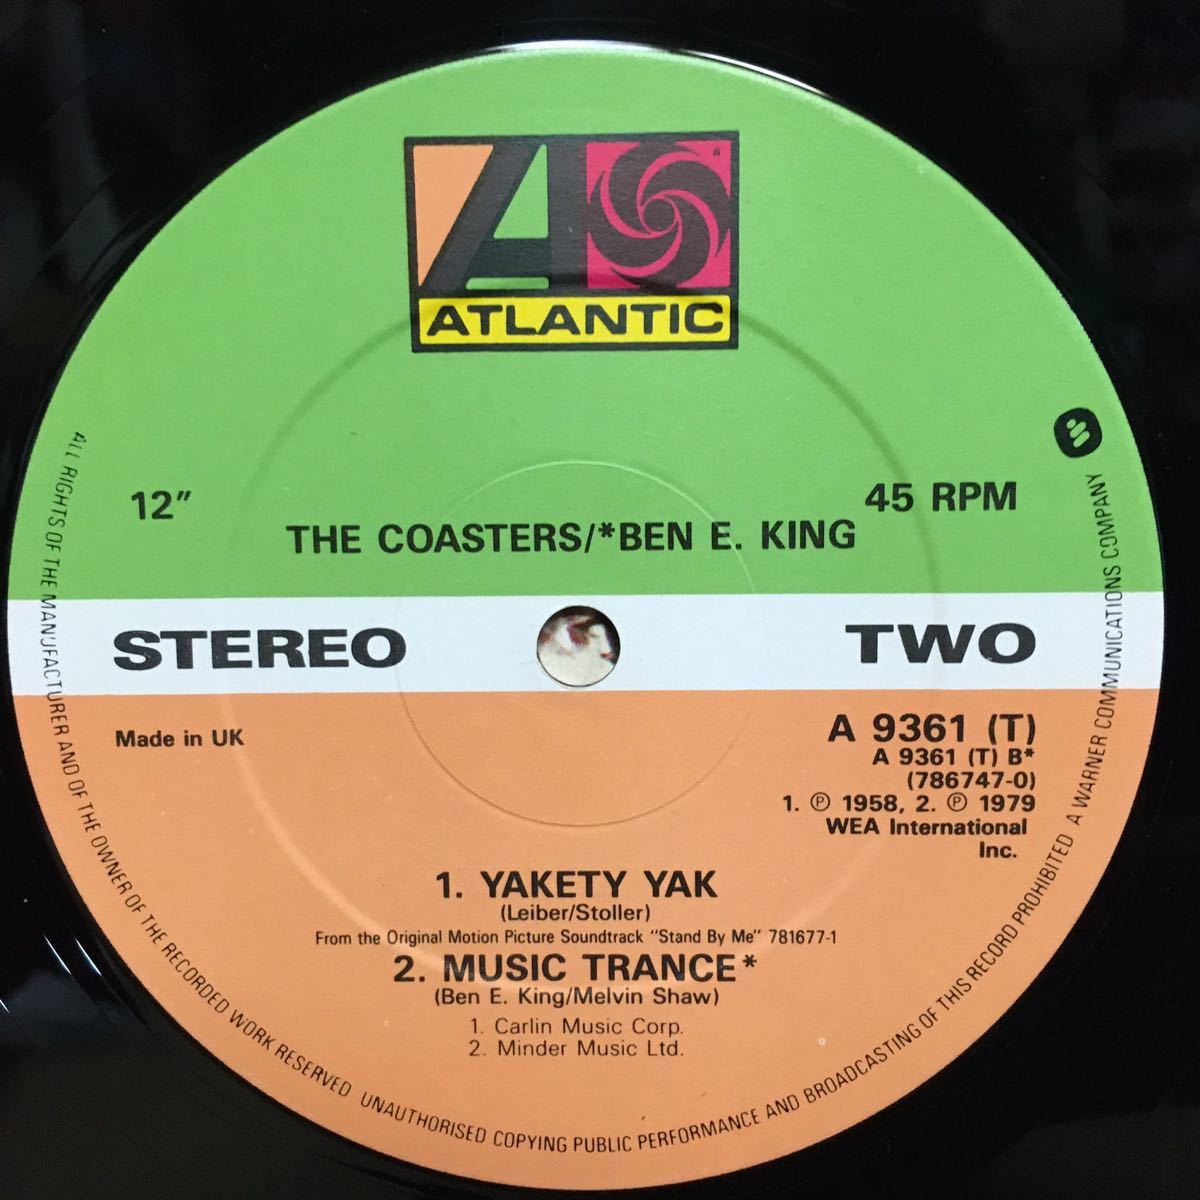 ATLANTIC
12"
45 RPM
THE COASTERS/*BEN E. KING
STEREO
TWO
Made in UK
A 9361 (T)
A 9361 (T) B*
(786747-0)
1. ℗ 1958, 2. ℗ 1979
WEA International
Inc.
1. YAKETY YAK
(Leiber/Stoller)
From the Original Motion Picture Soundtrack "Stand By Me" 781677-1
2. MUSIC TRANCE*
(Ben E. King/Melvin Shaw)
1. Carlin Music Corp.
2. Minder Music Ltd.
ALL RIGHTS OF THE MANUFACTURER AND OF THE OWNER OF THE RECORDED WORK RESERVED UNAUTHORISED COPYING PUBLIC PERFORMANCE AND BROADCASTING OF THIS RECORD PROHIBITED A WARNER COMMUNICATIONS COMPANY